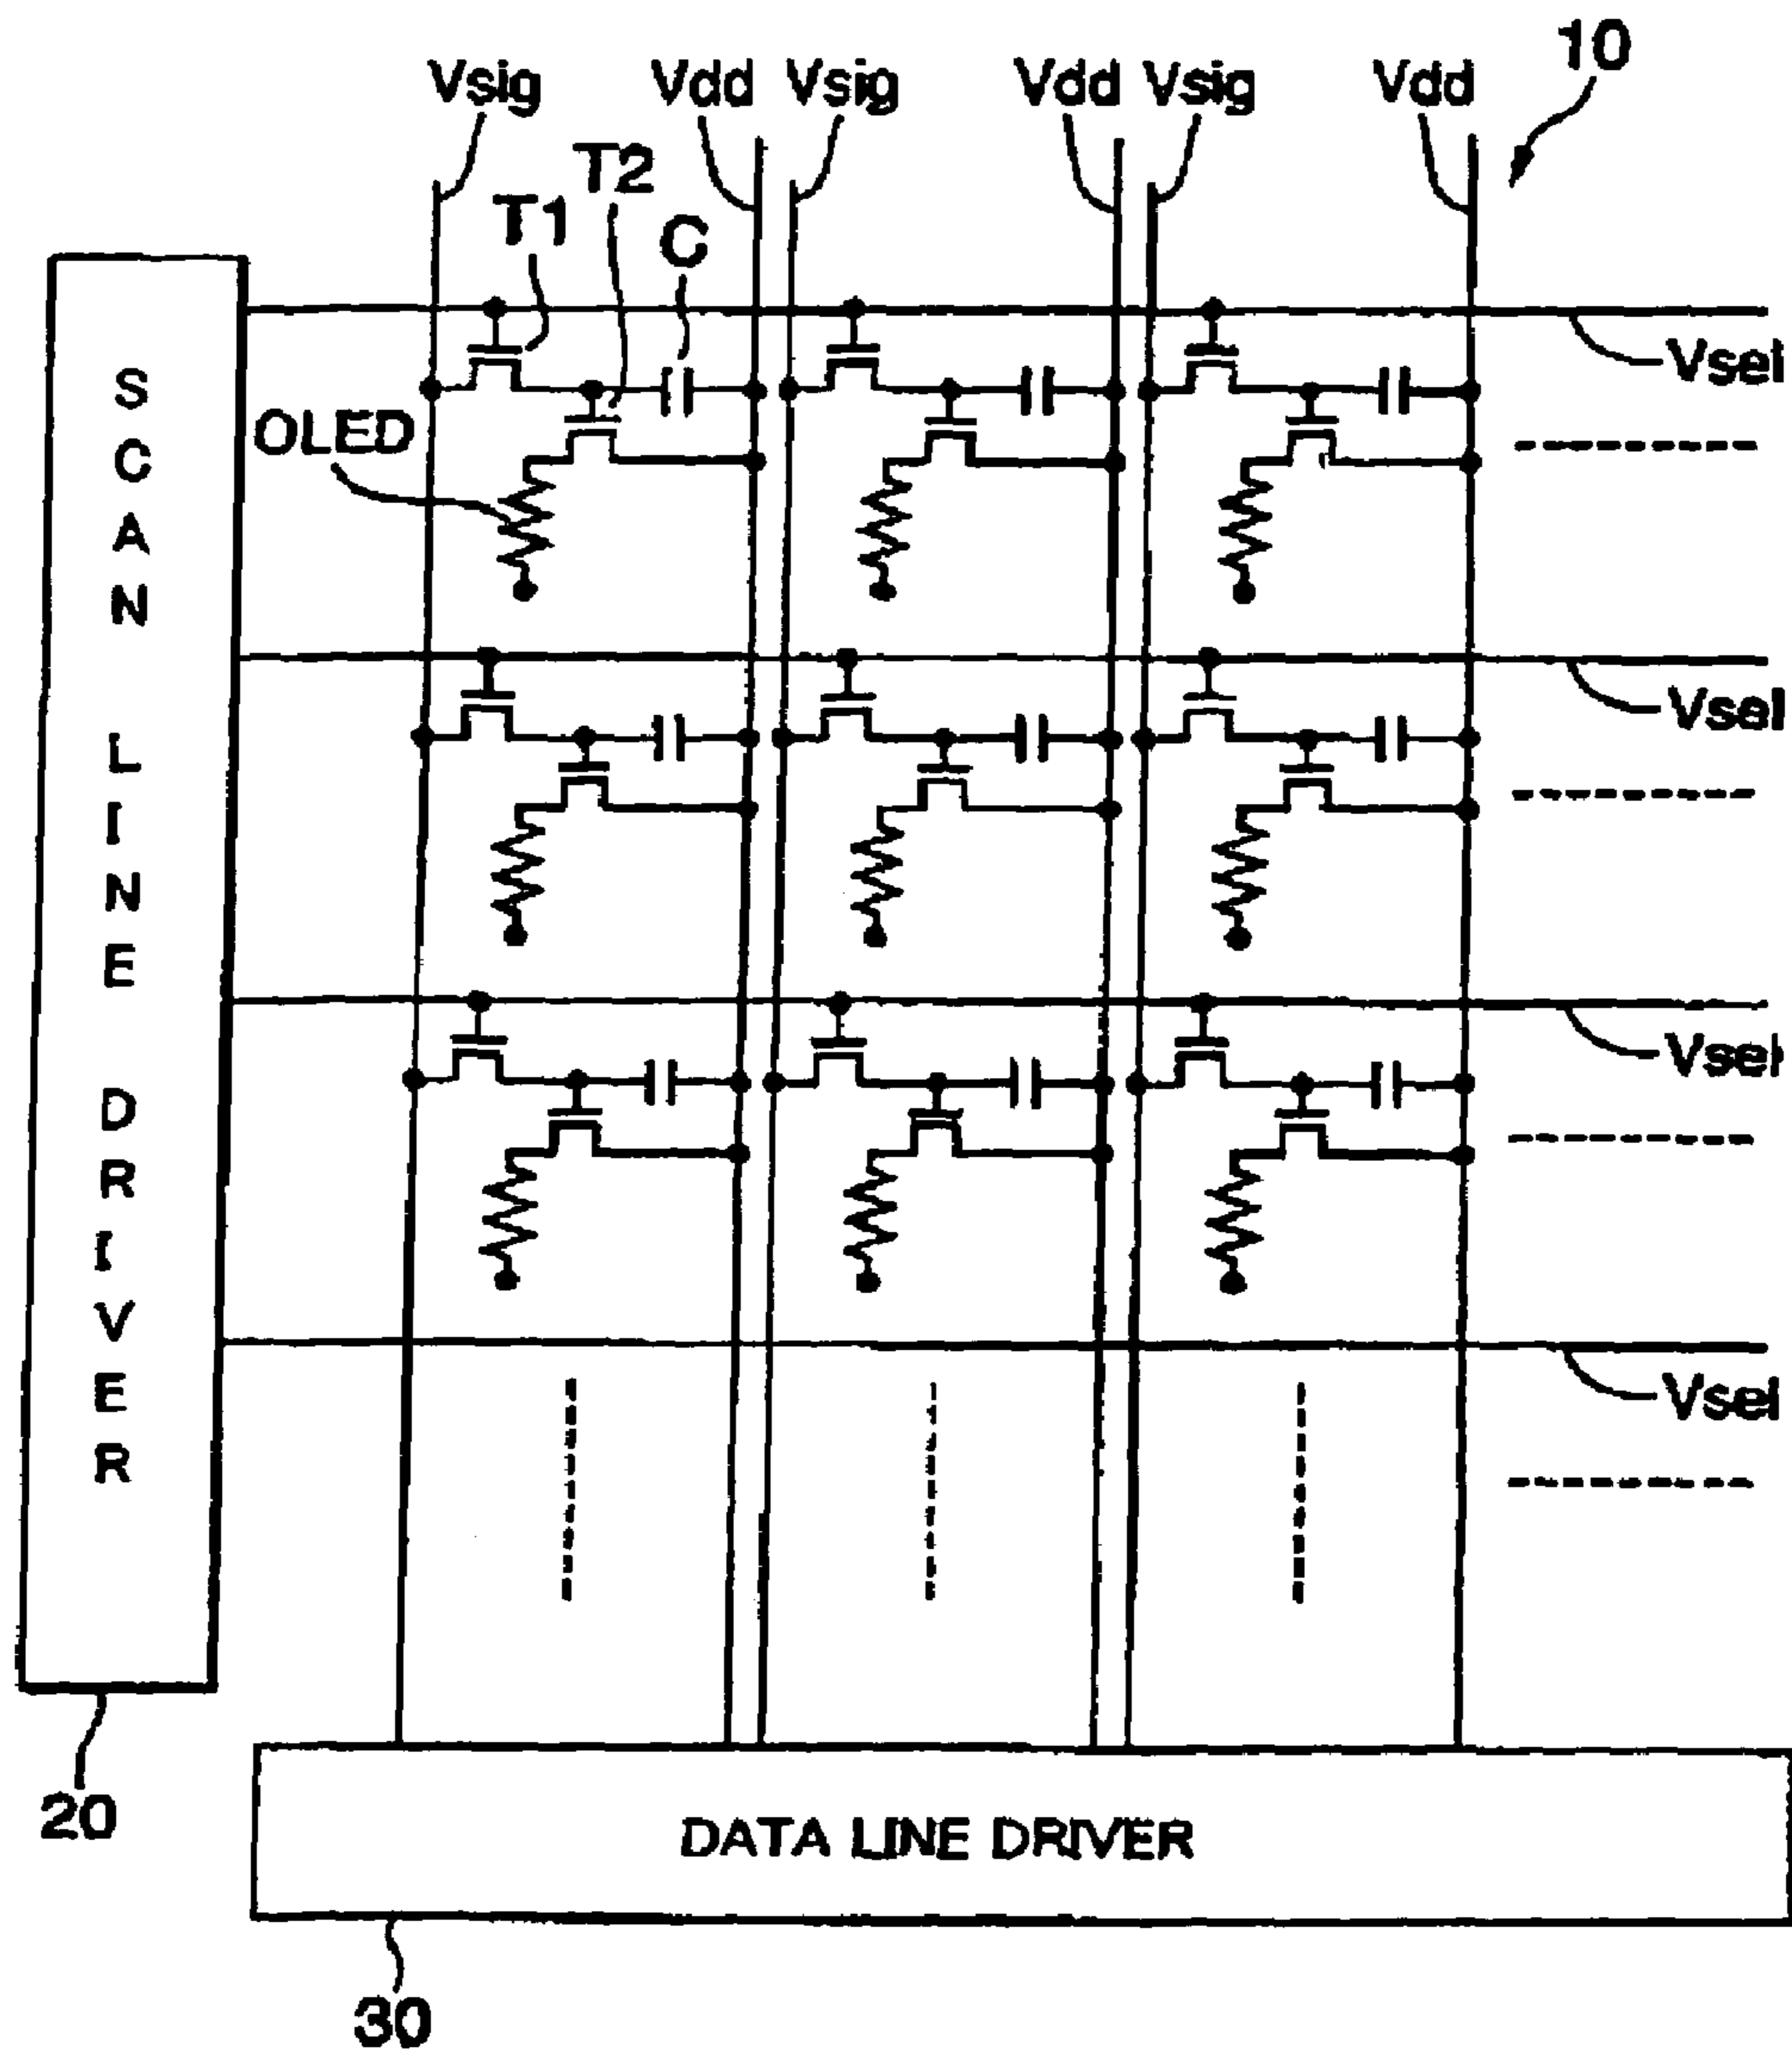 10
Vsig
Vdd
Vsig
Vdd
Vsig
Vdd
T2
T1
C
Vsel
OLED
Vsel
Vsel
Vsel
SCAN LINE DRIVER
20
DATA LINE DRIVER
30